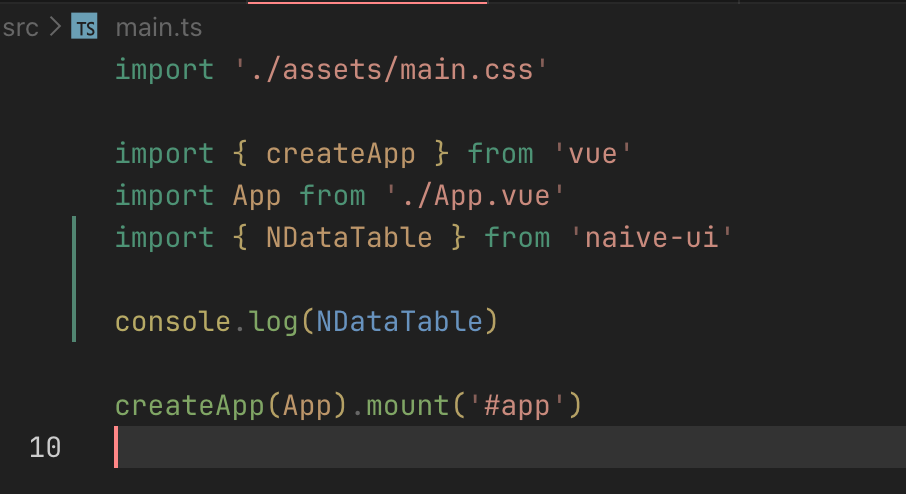 src > TS main.ts
import './assets/main.css'
import { createApp } from 'vue'
import App from './App.vue'
import { NDataTable } from 'naive-ui'
console.log(NDataTable)
createApp(App).mount('#app')
10